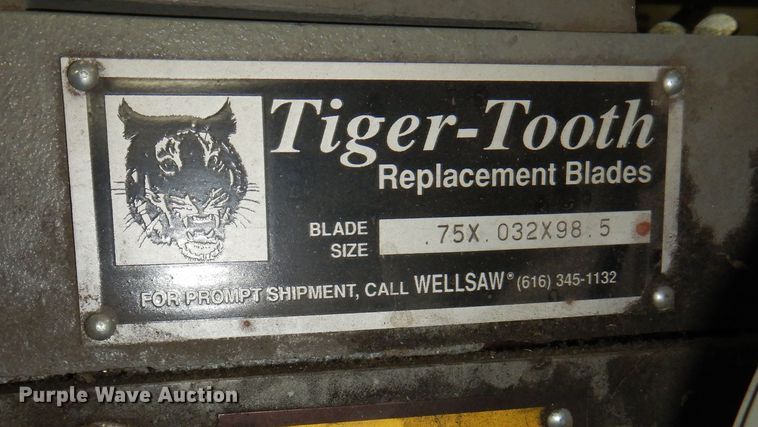 Tiger-Tooth™
Replacement Blades
BLADE SIZE .75X.032X98.5
FOR PROMPT SHIPMENT, CALL WELLSAW® (616) 345-1132
Purple Wave Auction